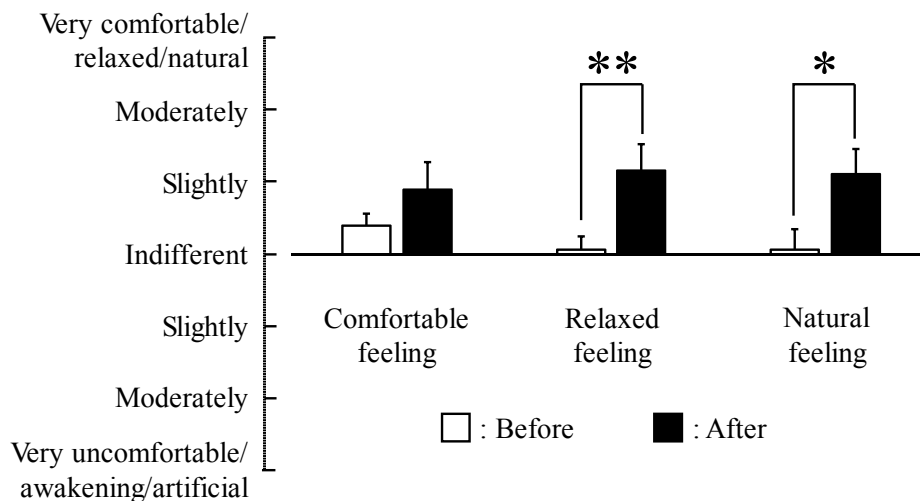 Very comfortable/
relaxed/natural
Moderately
Slightly
Indifferent
Slightly
Moderately
Very uncomfortable/
awakening/artificial
**
*
Comfortable
feeling
Relaxed
feeling
Natural
feeling
: Before
: After